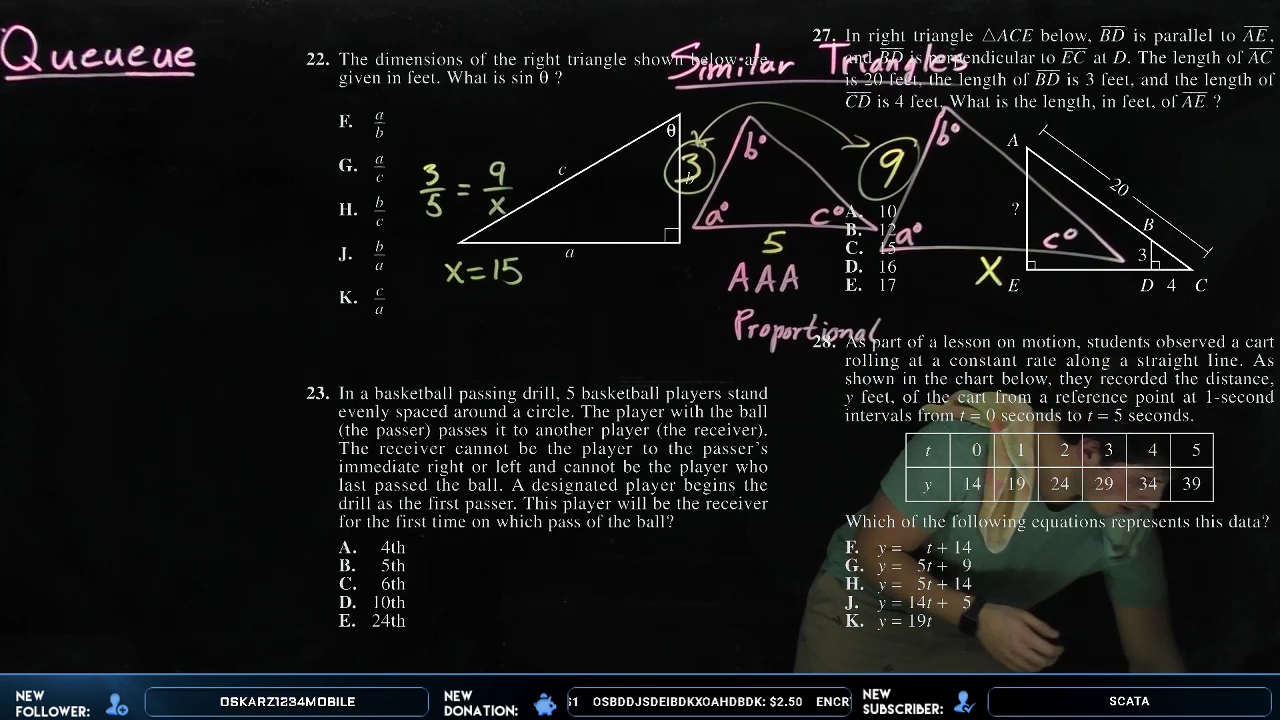 Queueue
Similar Triangles
22. The dimensions of the right triangle shown below are
given in feet. What is sin θ ?
F. a/b
G. a/c
H. b/c
J. b/a
K. c/a
θ
c
b
a
3/5 = 9/x
x=15
3
b°
a°
c°
5
AAA
Proportional
9
b°
a°
c°
x
23. In a basketball passing drill, 5 basketball players stand
evenly spaced around a circle. The player with the ball
(the passer) passes it to another player (the receiver).
The receiver cannot be the player to the passer's
immediate right or left and cannot be the player who
last passed the ball. A designated player begins the
drill as the first passer. This player will be the receiver
for the first time on which pass of the ball?
A. 4th
B. 5th
C. 6th
D. 10th
E. 24th
27. In right triangle △ACE below, BD is parallel to AE,
and BD is perpendicular to EC at D. The length of AC
is 20 feet, the length of BD is 3 feet, and the length of
CD is 4 feet. What is the length, in feet, of AE ?
A. 10
B. 12
C. 15
D. 16
E. 17
A
20
?
B
3
E
D 4 C
28. As part of a lesson on motion, students observed a cart
rolling at a constant rate along a straight line. As
shown in the chart below, they recorded the distance,
y feet, of the cart from a reference point at 1-second
intervals from t = 0 seconds to t = 5 seconds.
t 0 1 2 3 4 5
y 14 19 24 29 34 39
Which of the following equations represents this data?
F. y = t + 14
G. y = 5t + 9
H. y = 5t + 14
J. y = 14t + 5
K. y = 19t
NEW FOLLOWER: OSKARZ1234MOBILE
NEW DONATION: $1 OSBDDJSDEIBDKXOAHDBDK: $2.50 ENCR
NEW SUBSCRIBER: SCATA